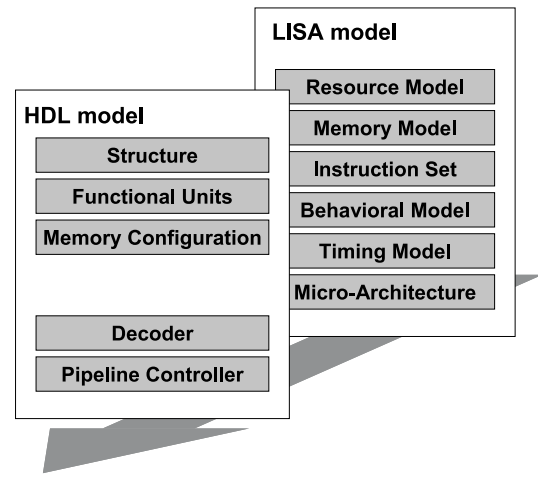 LISA model
Resource Model
Memory Model
Instruction Set
Behavioral Model
Timing Model
Micro-Architecture
HDL model
Structure
Functional Units
Memory Configuration
Decoder
Pipeline Controller